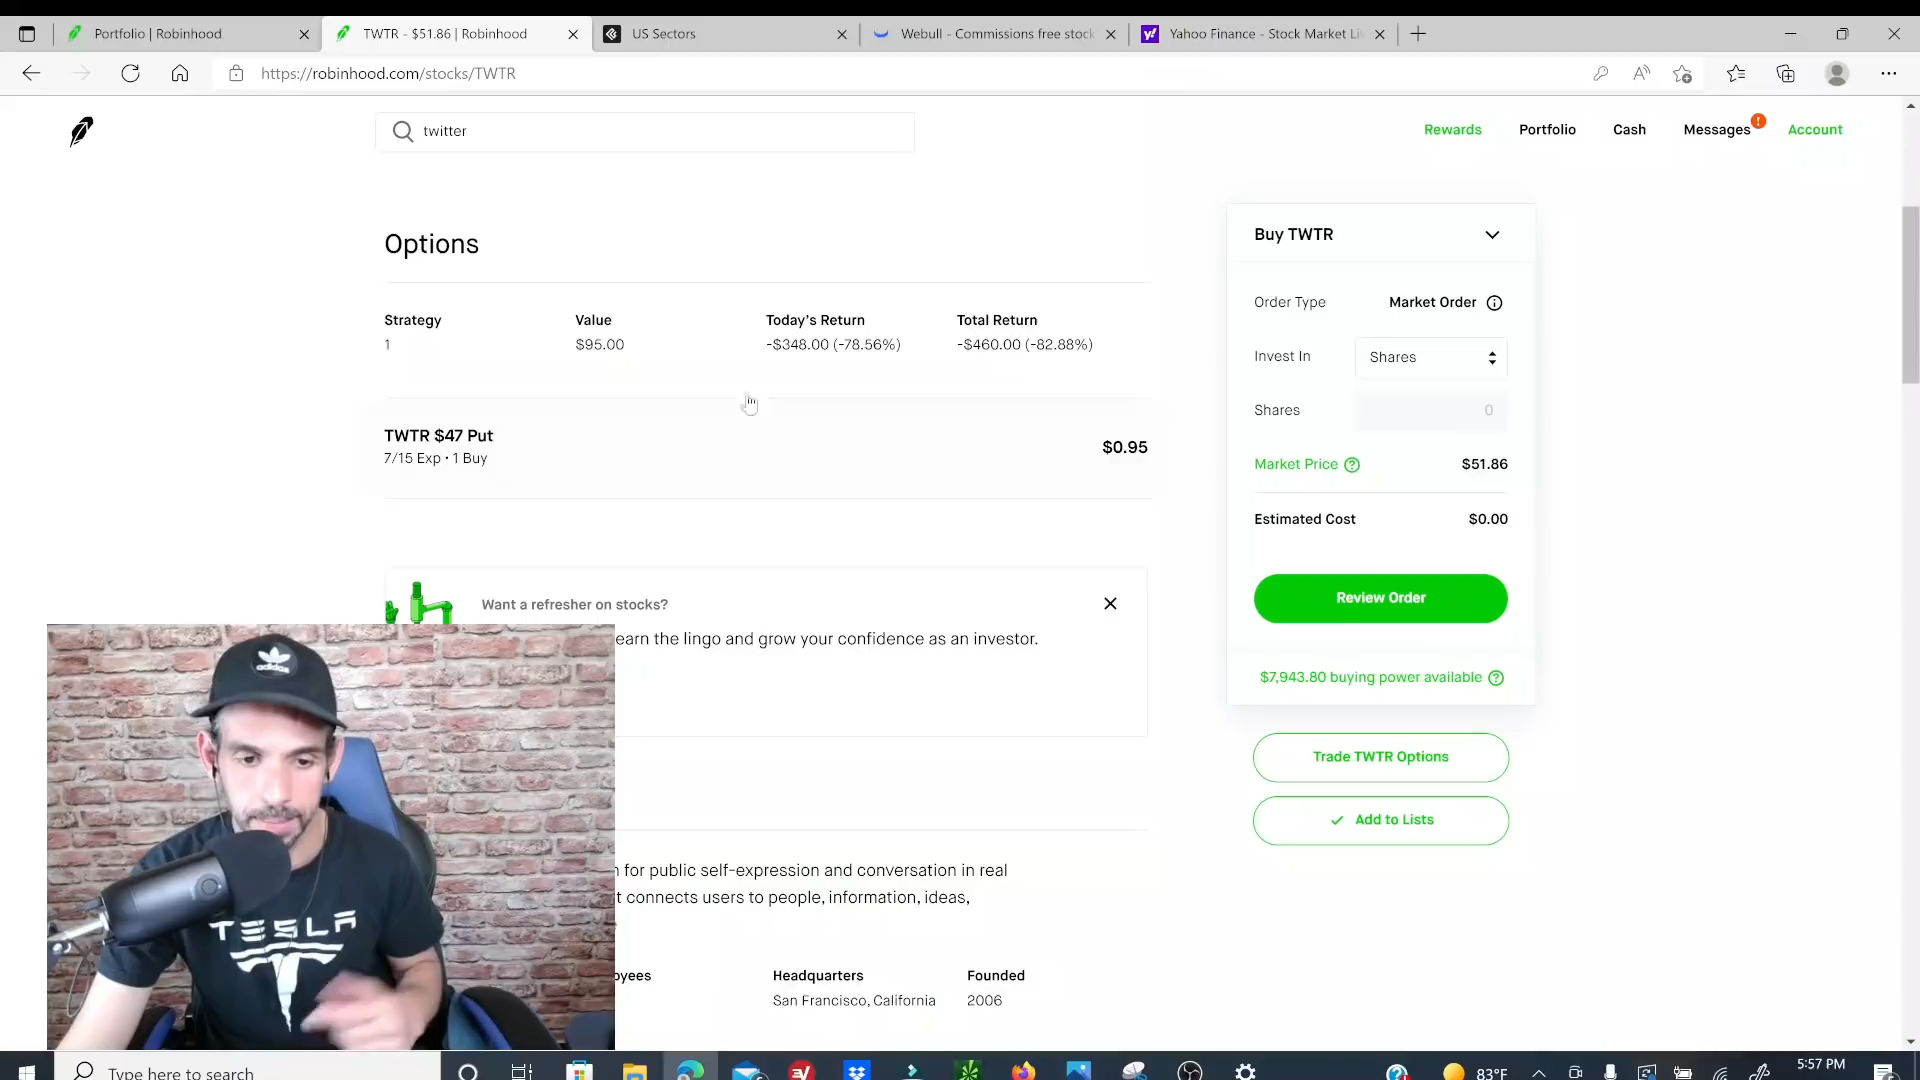 Portfolio | Robinhood
TWTR - $51.86 | Robinhood
US Sectors
Webull - Commissions free stock
Yahoo Finance - Stock Market Li
https://robinhood.com/stocks/TWTR
twitter
Rewards
Portfolio
Cash
Messages
Account
Options
Strategy Value Today's Return Total Return
1 $95.00 -$348.00 (-78.56%) -$460.00 (-82.88%)
TWTR $47 Put
7/15 Exp · 1 Buy
$0.95
Want a refresher on stocks?
earn the lingo and grow your confidence as an investor.
for public self-expression and conversation in real
t connects users to people, information, ideas,
oyees Headquarters Founded
San Francisco, California 2006
Buy TWTR
Order Type Market Order
Invest In Shares
Shares 0
Market Price $51.86
Estimated Cost $0.00
Review Order
$7,943.80 buying power available
Trade TWTR Options
Add to Lists
adidas
TESLA
Type here to search
83°F
5:57 PM